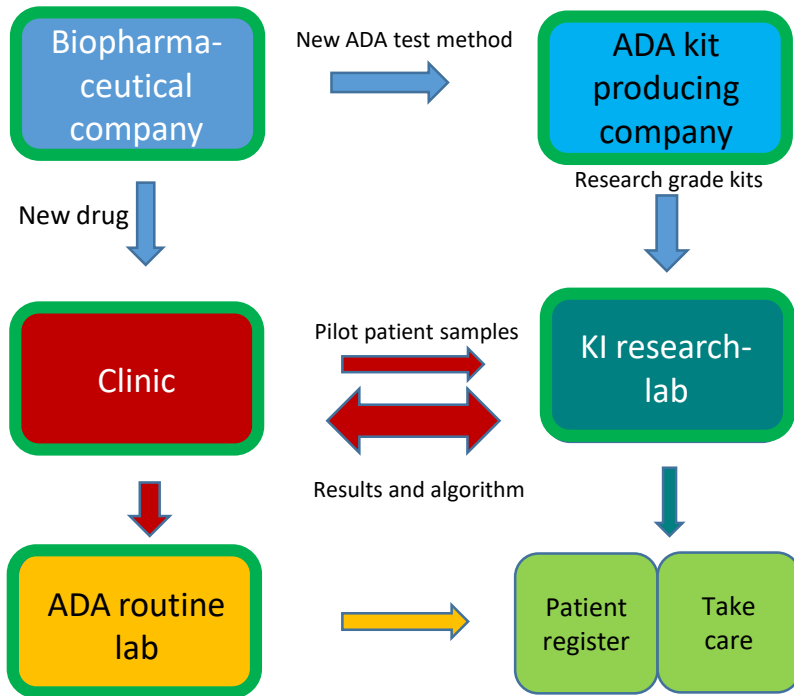 Biopharma-
ceutical
company
New ADA test method
ADA kit
producing
company
New drug
Research grade kits
Clinic
Pilot patient samples
KI research-
lab
Results and algorithm
ADA routine
lab
Patient
register
Take
care